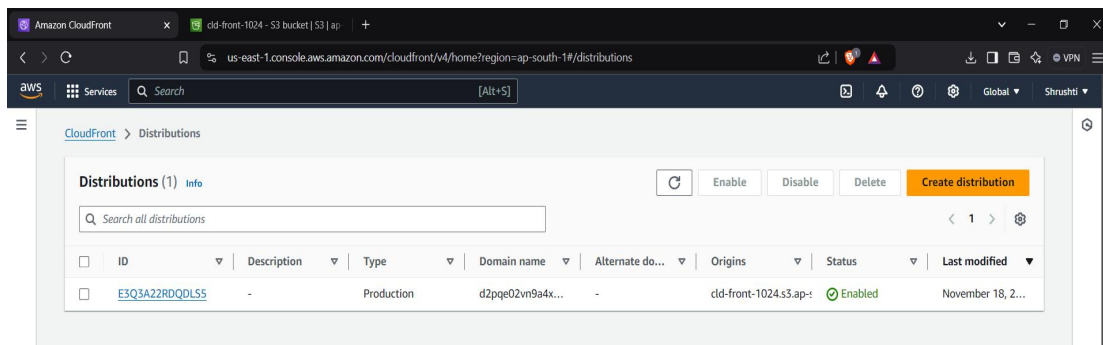 Amazon CloudFront
cld-front-1024 - S3 bucket | S3 | ap-
us-east-1.console.aws.amazon.com/cloudfront/v4/home?region=ap-south-1#/distributions
VPN
aws
Services
Search
[Alt+S]
Global
Shrushti
CloudFront > Distributions
Distributions (1) Info
Enable
Disable
Delete
Create distribution
Search all distributions
1
ID Description Type Domain name Alternate do... Origins Status Last modified
E3Q3A22RDQDLS5 - Production d2pqe02vn9a4x... - cld-front-1024.s3.ap-s Enabled November 18, 2...